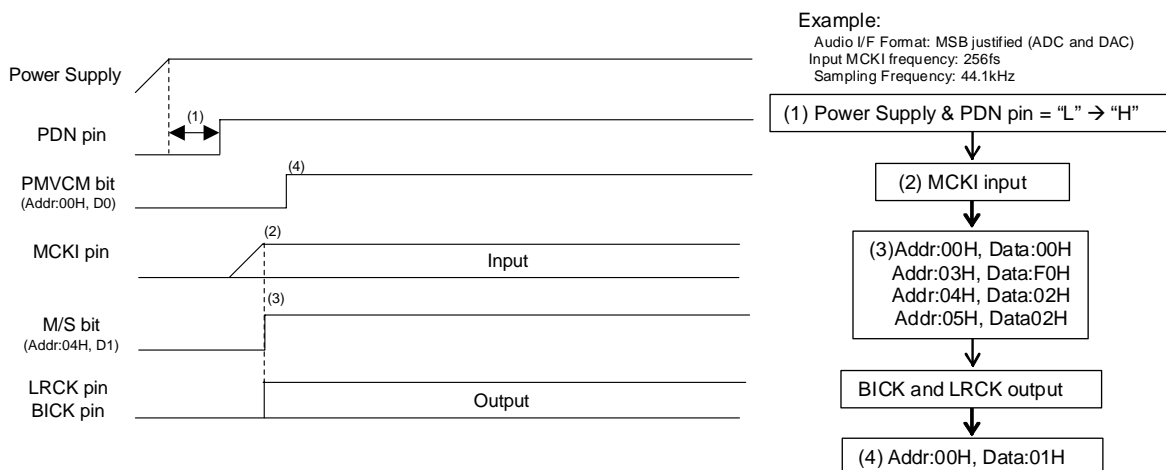 Power Supply
(1)
PDN pin
(4)
PMVCM bit
(Addr:00H, D0)
(2)
MCKI pin
Input
(3)
M/S bit
(Addr:04H, D1)
LRCK pin
BICK pin
Output
Example:
Audio I/F Format: MSB justified (ADC and DAC)
Input MCKI frequency: 256fs
Sampling Frequency: 44.1kHz
(1) Power Supply & PDN pin = “L” → “H”
(2) MCKI input
(3)Addr:00H, Data:00H
Addr:03H, Data:F0H
Addr:04H, Data:02H
Addr:05H, Data02H
BICK and LRCK output
(4) Addr:00H, Data:01H